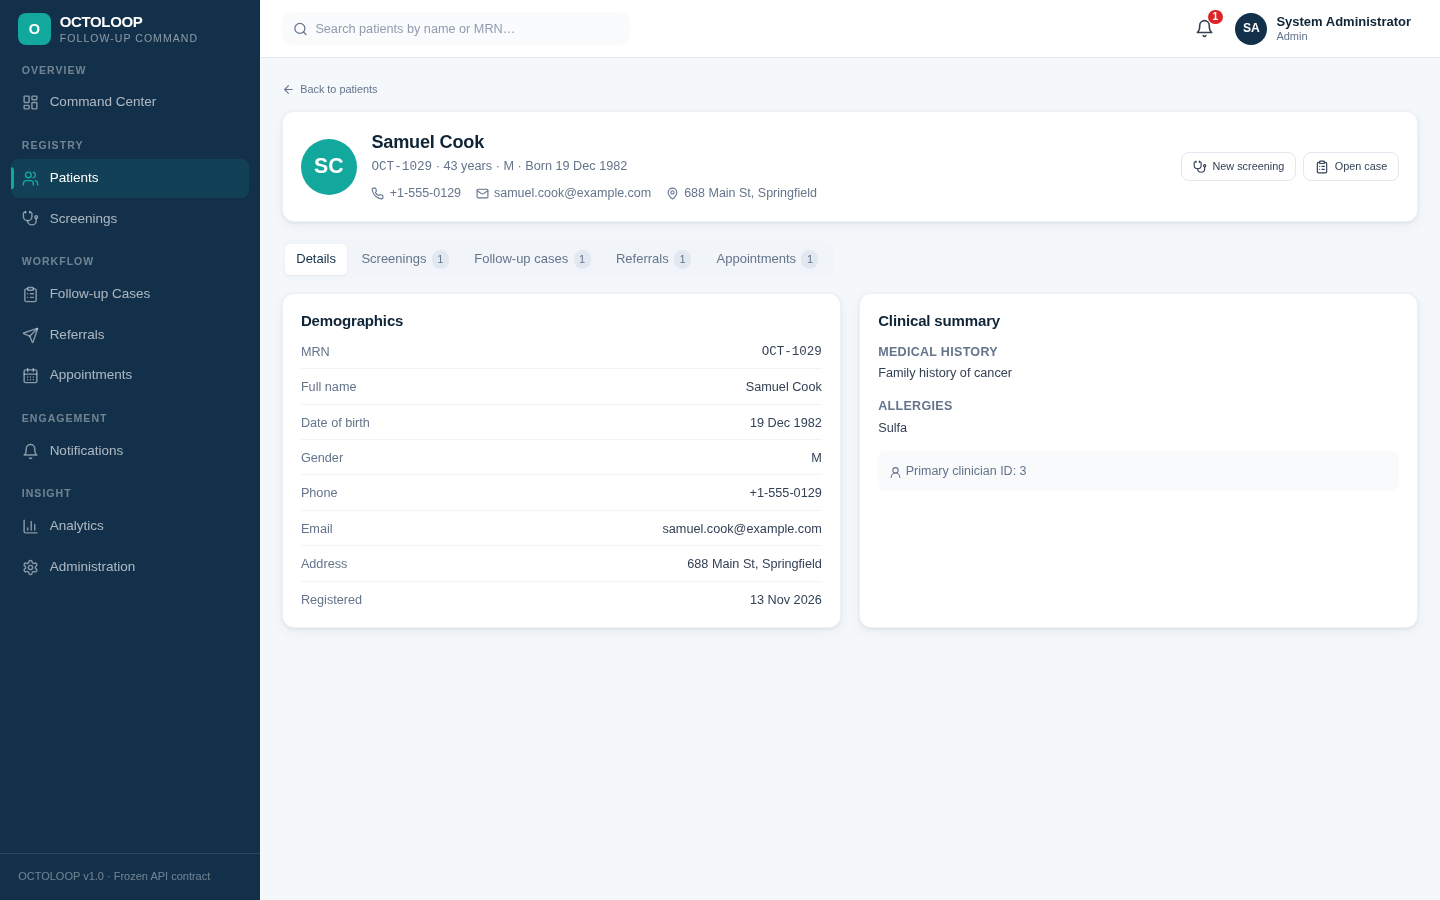 O
OCTOLOOP
FOLLOW-UP COMMAND
OVERVIEW
Command Center
REGISTRY
Patients
Screenings
WORKFLOW
Follow-up Cases
Referrals
Appointments
ENGAGEMENT
Notifications
INSIGHT
Analytics
Administration
OCTOLOOP v1.0 · Frozen API contract
Search patients by name or MRN…
1
SA
System Administrator
Admin
Back to patients
SC
Samuel Cook
OCT-1029 · 43 years · M · Born 19 Dec 1982
+1-555-0129 samuel.cook@example.com 688 Main St, Springfield
New screening
Open case
Details Screenings 1 Follow-up cases 1 Referrals 1 Appointments 1
Demographics
MRN OCT-1029
Full name Samuel Cook
Date of birth 19 Dec 1982
Gender M
Phone +1-555-0129
Email samuel.cook@example.com
Address 688 Main St, Springfield
Registered 13 Nov 2026
Clinical summary
MEDICAL HISTORY
Family history of cancer
ALLERGIES
Sulfa
Primary clinician ID: 3